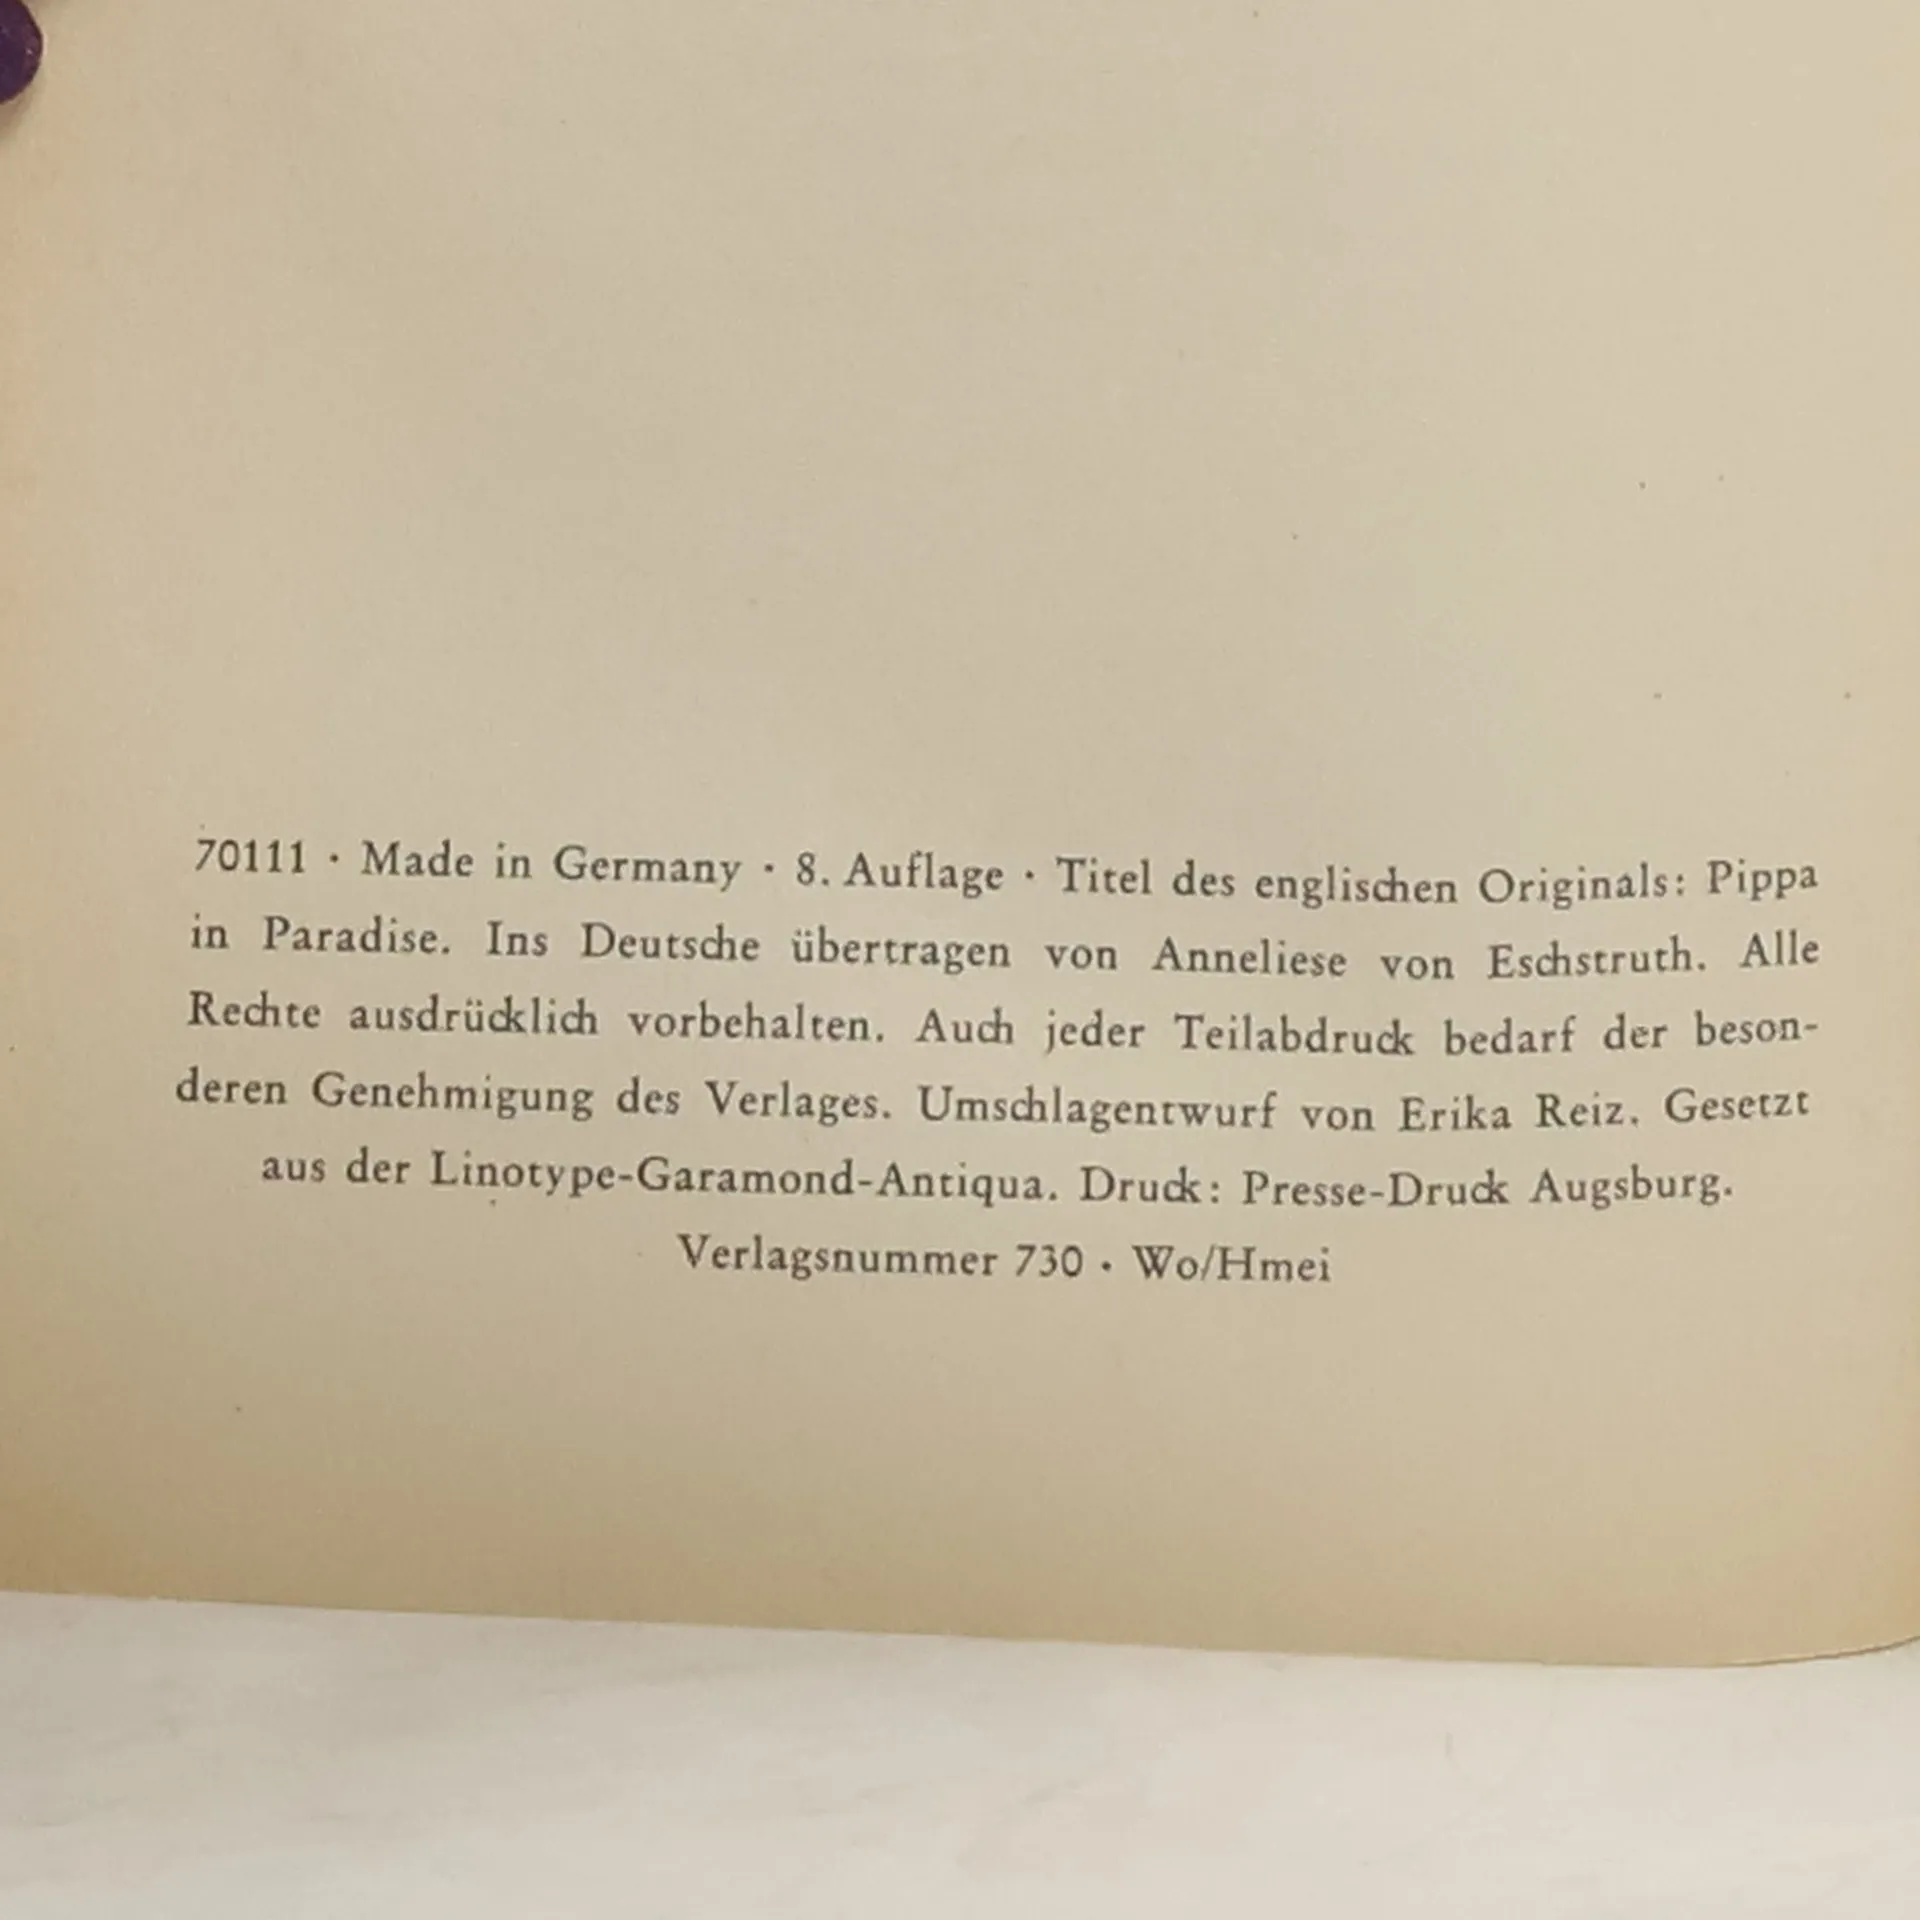 70111 · Made in Germany · 8. Auflage · Titel des englischen Originals: Pippa
in Paradise. Ins Deutsche übertragen von Anneliese von Eschstruth. Alle
Rechte ausdrücklich vorbehalten. Auch jeder Teilabdruck bedarf der beson-
deren Genehmigung des Verlages. Umschlagentwurf von Erika Reiz. Gesetzt
aus der Linotype-Garamond-Antiqua. Druck: Presse-Druck Augsburg.
Verlagsnummer 730 · Wo/Hmei